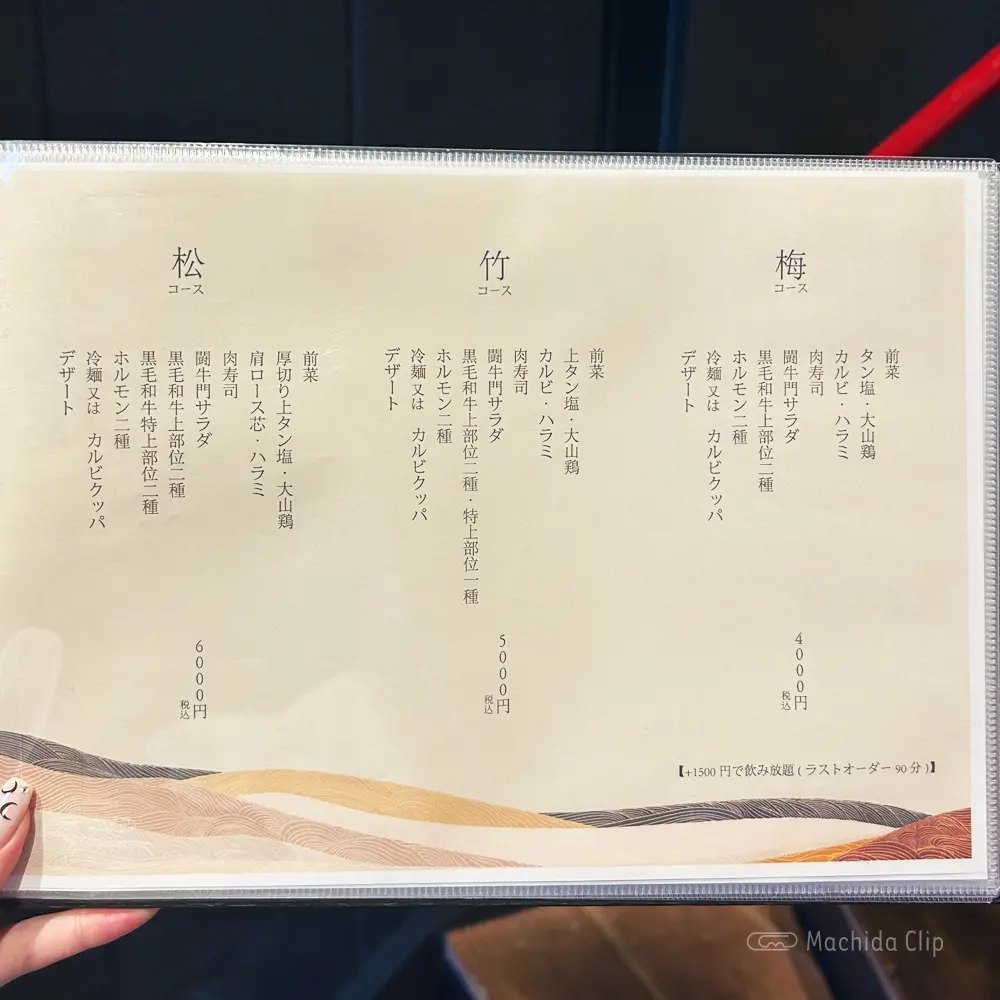 梅
コース
前菜
タン塩・大山鶏
カルビ・ハラミ
肉寿司
闘牛門サラダ
黒毛和牛上部位二種
ホルモン二種
冷麺又は カルビクッパ
デザート
4000円
税込
竹
コース
前菜
上タン塩・大山鶏
カルビ・ハラミ
肉寿司
闘牛門サラダ
黒毛和牛上部位二種・特上部位一種
ホルモン二種
冷麺又は カルビクッパ
デザート
5000円
税込
松
コース
前菜
厚切り上タン塩・大山鶏
肩ロース芯・ハラミ
肉寿司
闘牛門サラダ
黒毛和牛上部位二種
黒毛和牛特上部位二種
ホルモン二種
冷麺又は カルビクッパ
デザート
6000円
税込
【+1500円で飲み放題(ラストオーダー90分)】
Machida Clip